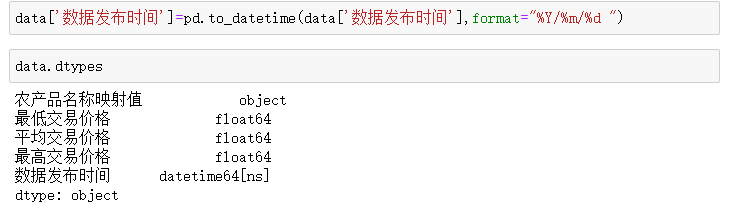 data['数据发布时间']=pd.to_datetime(data['数据发布时间'],format="%Y/%m/%d ")
data.dtypes
农产品名称映射值 object
最低交易价格 float64
平均交易价格 float64
最高交易价格 float64
数据发布时间 datetime64[ns]
dtype: object